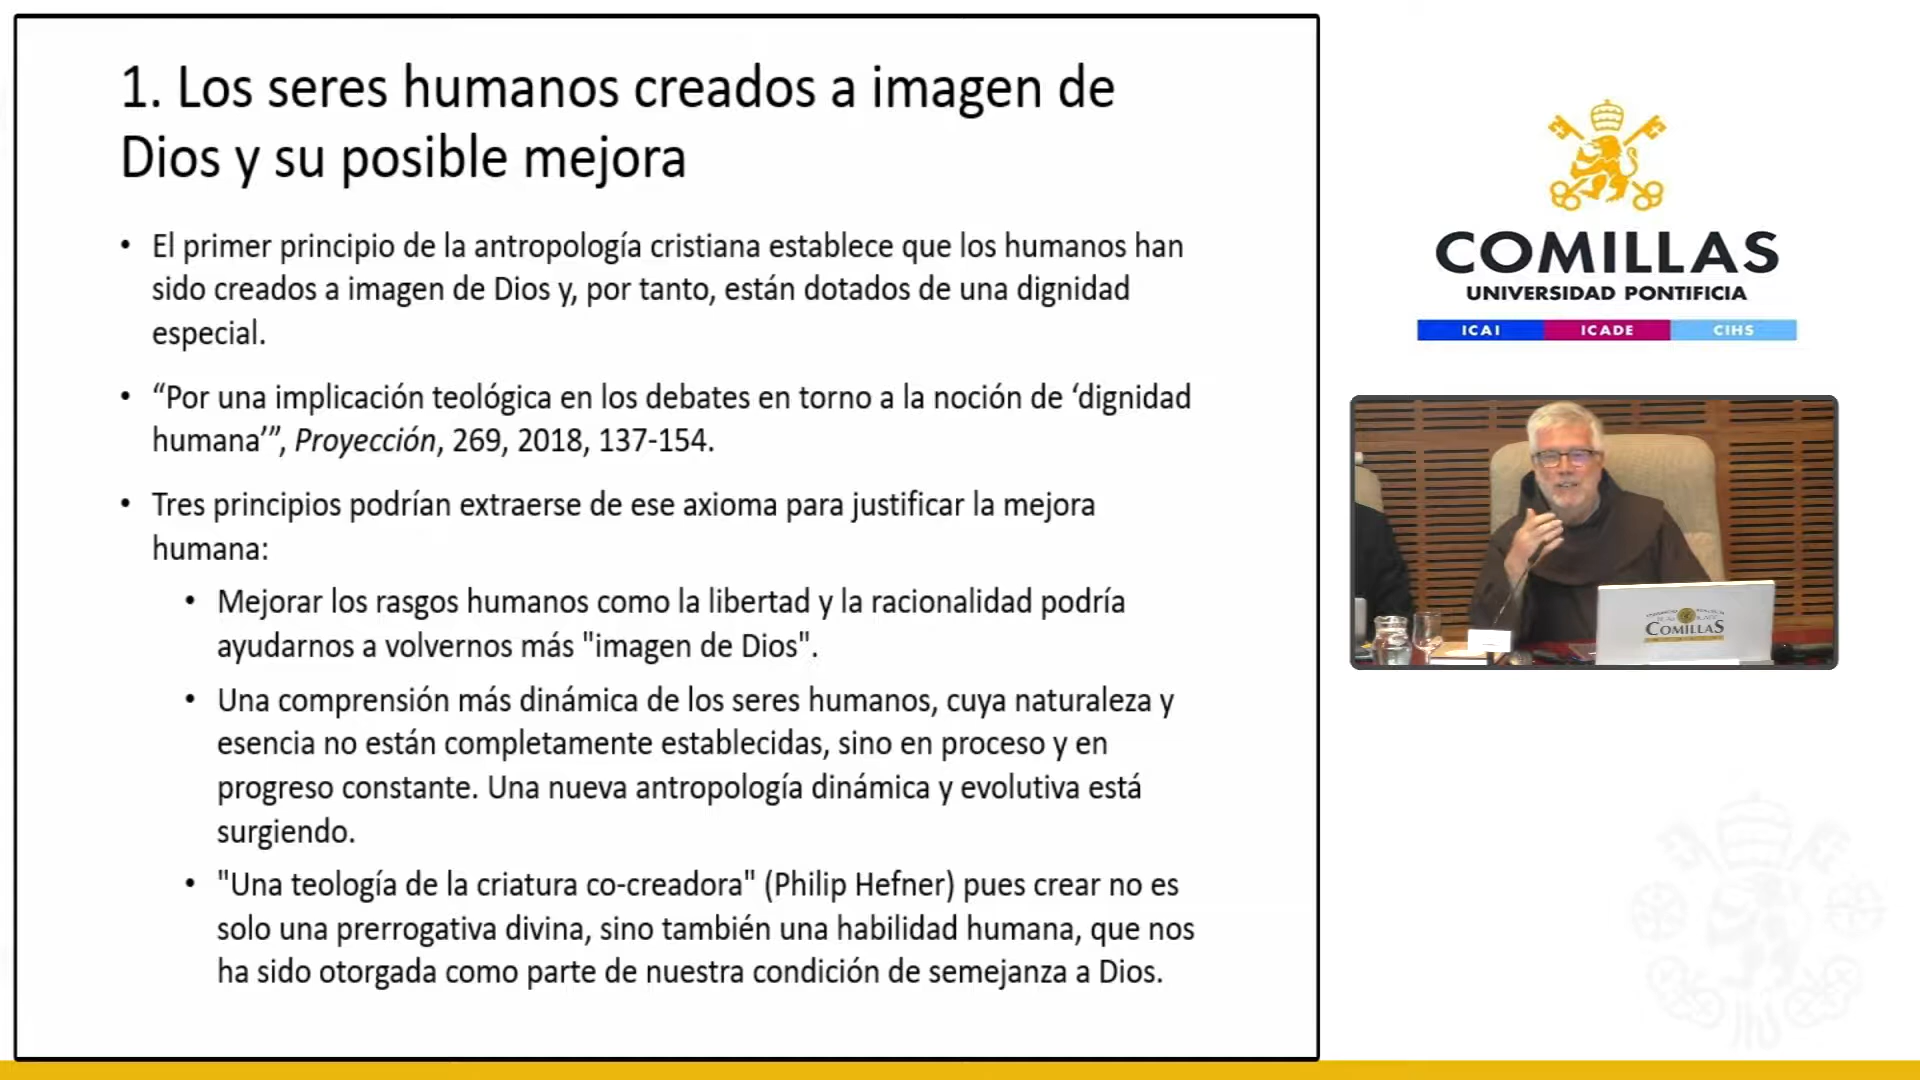 1. Los seres humanos creados a imagen de
Dios y su posible mejora
• El primer principio de la antropología cristiana establece que los humanos han
sido creados a imagen de Dios y, por tanto, están dotados de una dignidad
especial.
• “Por una implicación teológica en los debates en torno a la noción de ‘dignidad
humana’”, Proyección, 269, 2018, 137-154.
• Tres principios podrían extraerse de ese axioma para justificar la mejora
humana:
• Mejorar los rasgos humanos como la libertad y la racionalidad podría
ayudarnos a volvernos más "imagen de Dios".
• Una comprensión más dinámica de los seres humanos, cuya naturaleza y
esencia no están completamente establecidas, sino en proceso y en
progreso constante. Una nueva antropología dinámica y evolutiva está
surgiendo.
• "Una teología de la criatura co-creadora" (Philip Hefner) pues crear no es
solo una prerrogativa divina, sino también una habilidad humana, que nos
ha sido otorgada como parte de nuestra condición de semejanza a Dios.
COMILLAS
UNIVERSIDAD PONTIFICIA
ICAI ICADE CIHS
COMILLAS